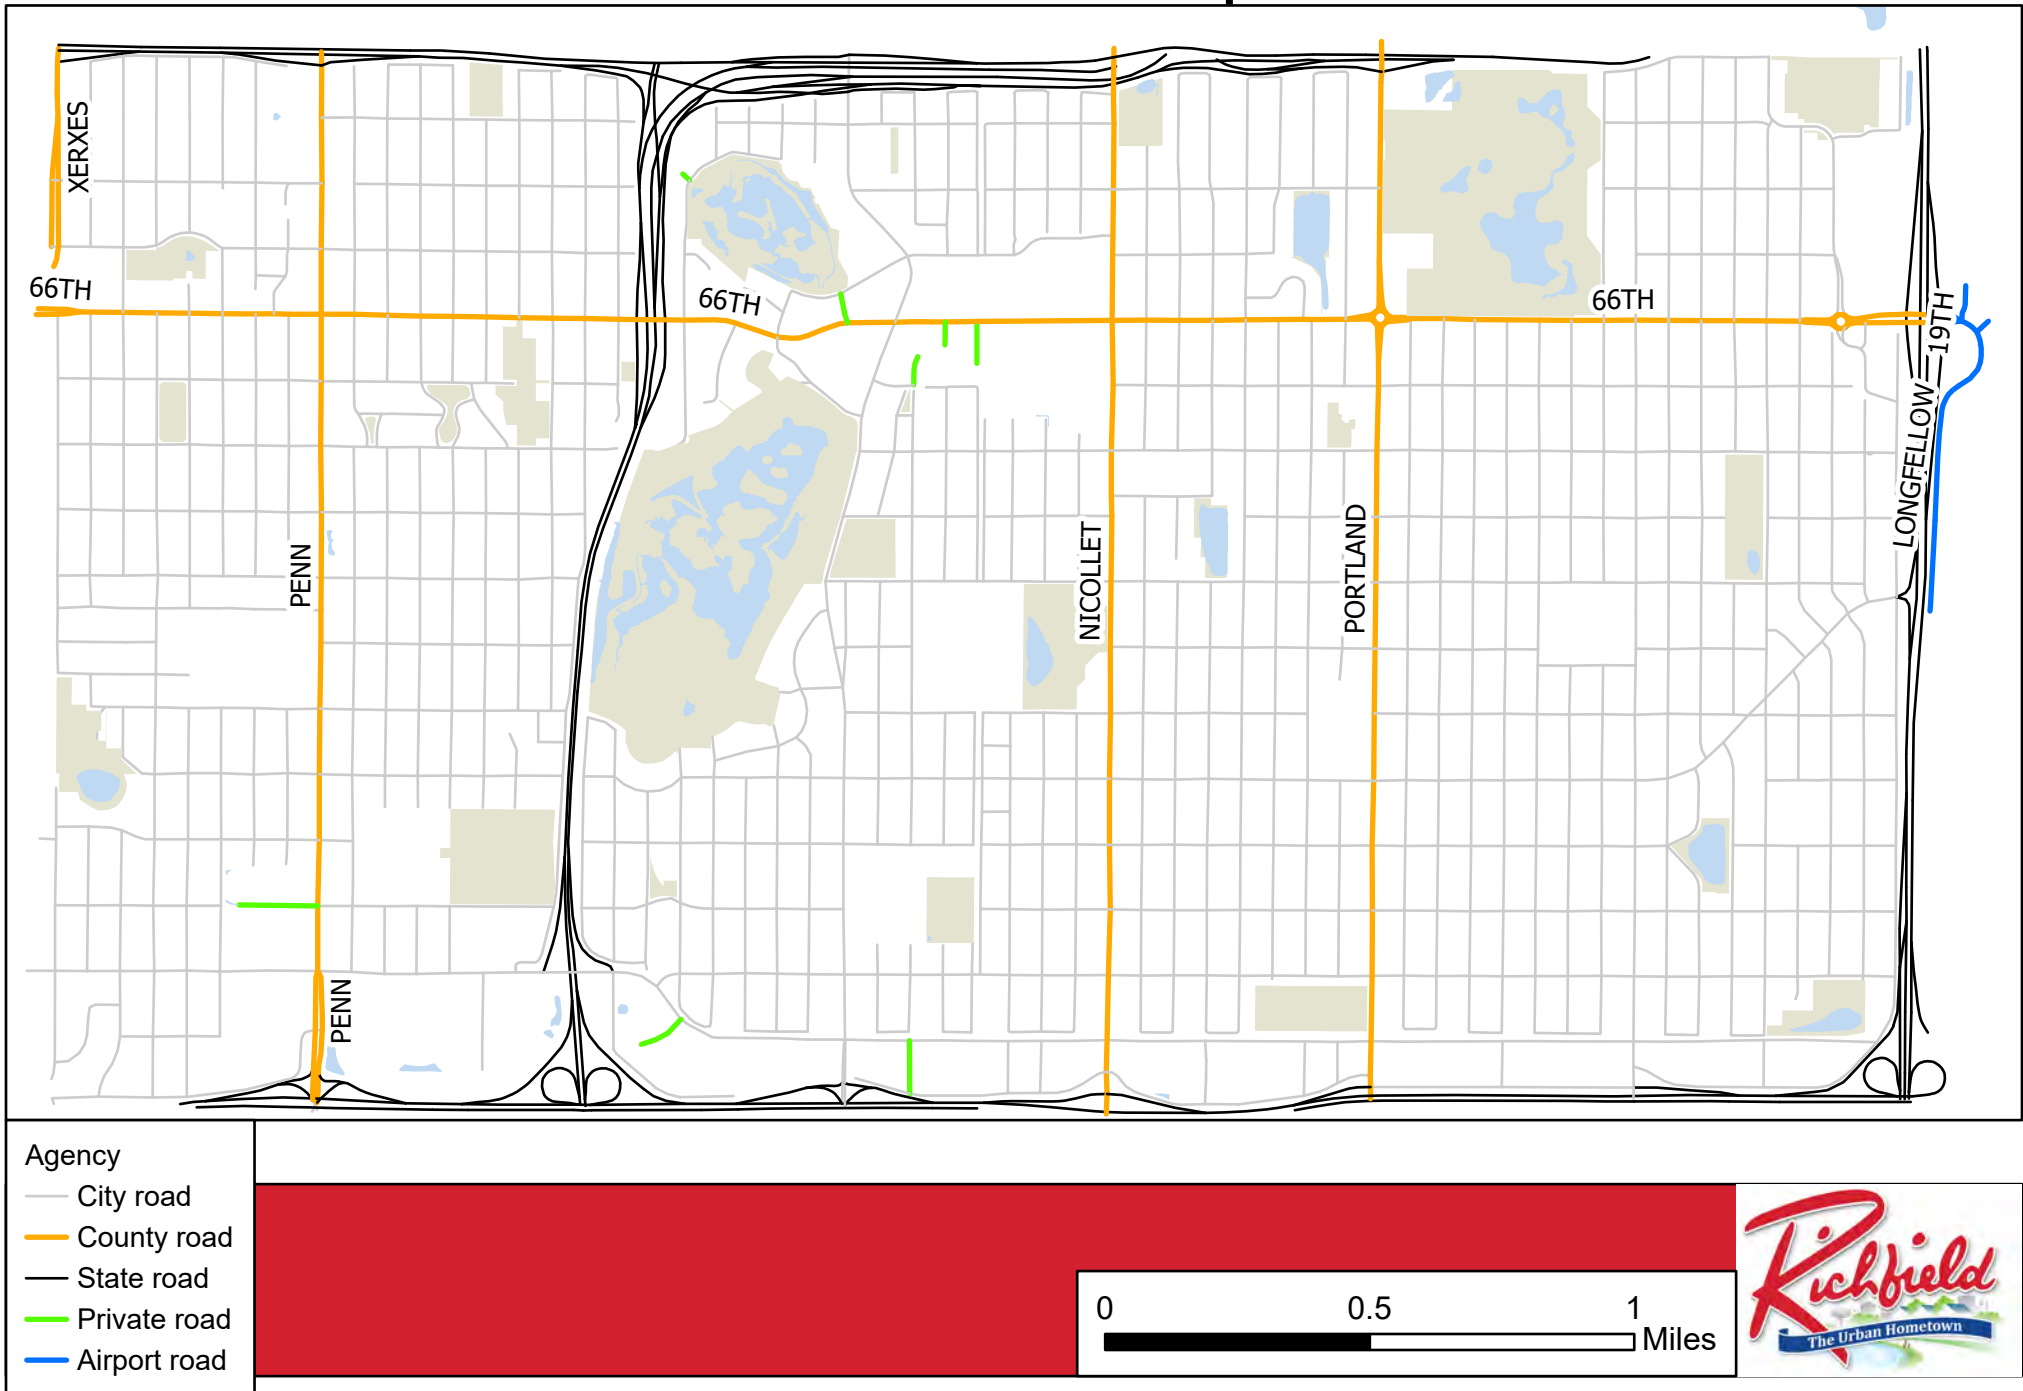 XERXES
66TH
66TH
66TH
19TH
LONGFELLOW
PENN
NICOLLET
PORTLAND
PENN
Agency
City road
County road
State road
Private road
Airport road
0 0.5 1
Miles
Richfield
The Urban Hometown